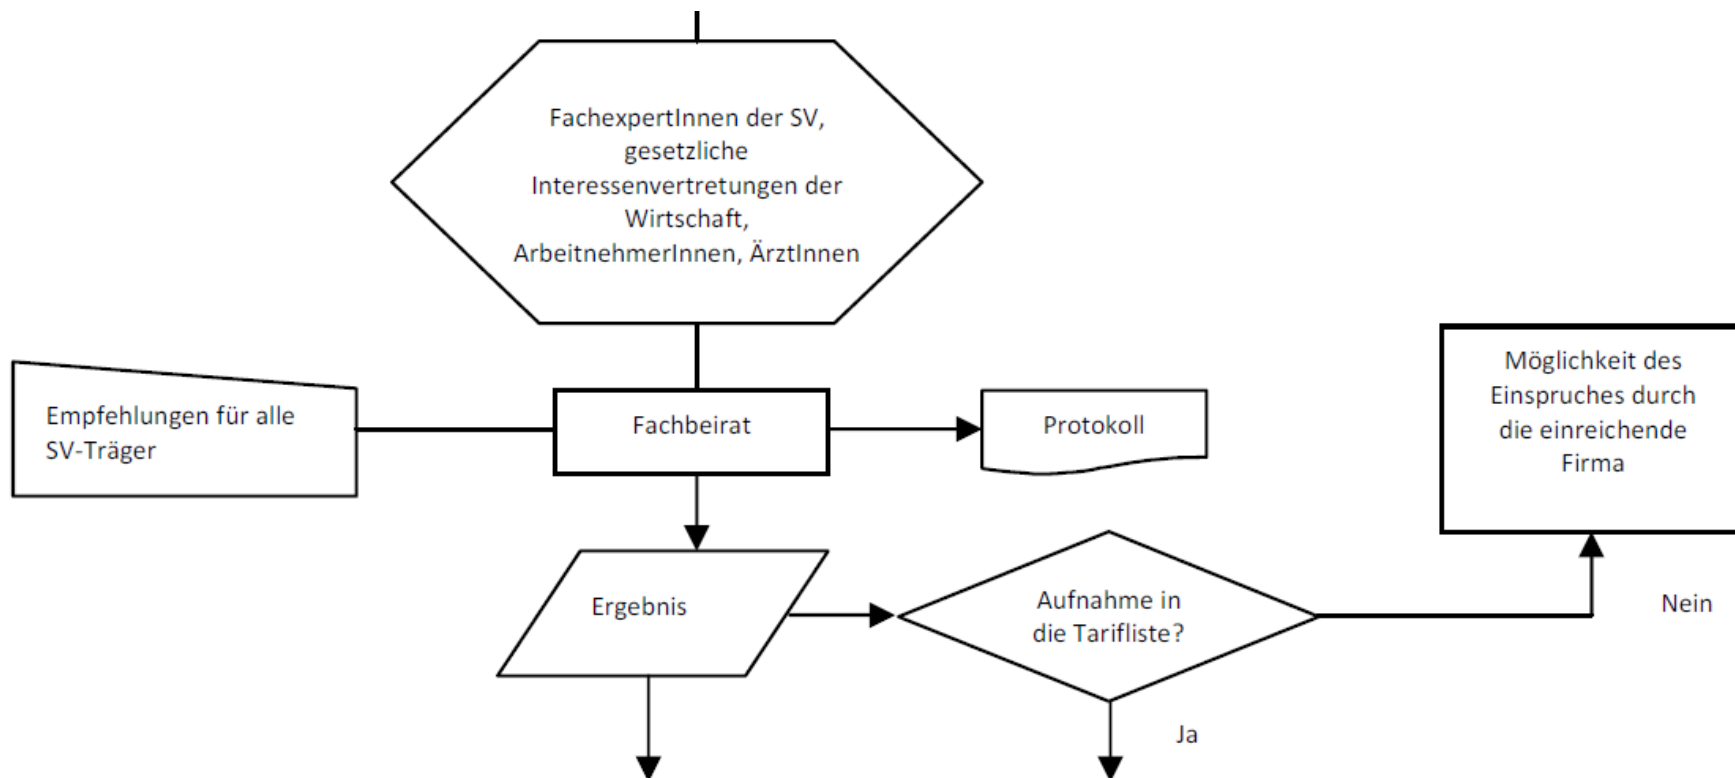 FachexpertInnen der SV,
gesetzliche
Interessenvertretungen der
Wirtschaft,
ArbeitnehmerInnen, ÄrztInnen
Empfehlungen für alle
SV-Träger
Fachbeirat
Protokoll
Möglichkeit des
Einspruches durch
die einreichende
Firma
Ergebnis
Aufnahme in
die Tarifliste?
Nein
Ja